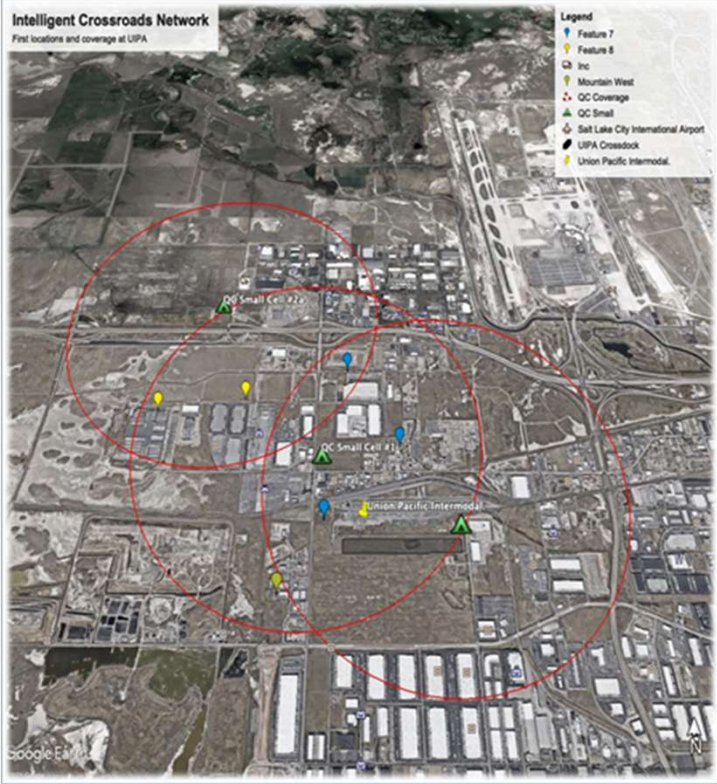 Intelligent Crossroads Network
First locations and coverage at UIPA
Legend
Feature 7
Feature 8
Inc
Mountain West
QC Coverage
QC Small
Salt Lake City International Airport
UIPA Crossdock
Union Pacific Intermodal.
QC Small Cell #2a
QC Small Cell #1
Union Pacific Intermodal
Google Earth
N